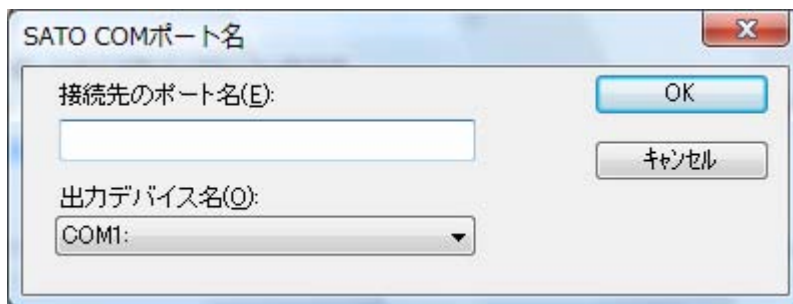 SATO COMポート名
接続先のポート名(E):
OK
キャンセル
出力デバイス名(O):
COM1: